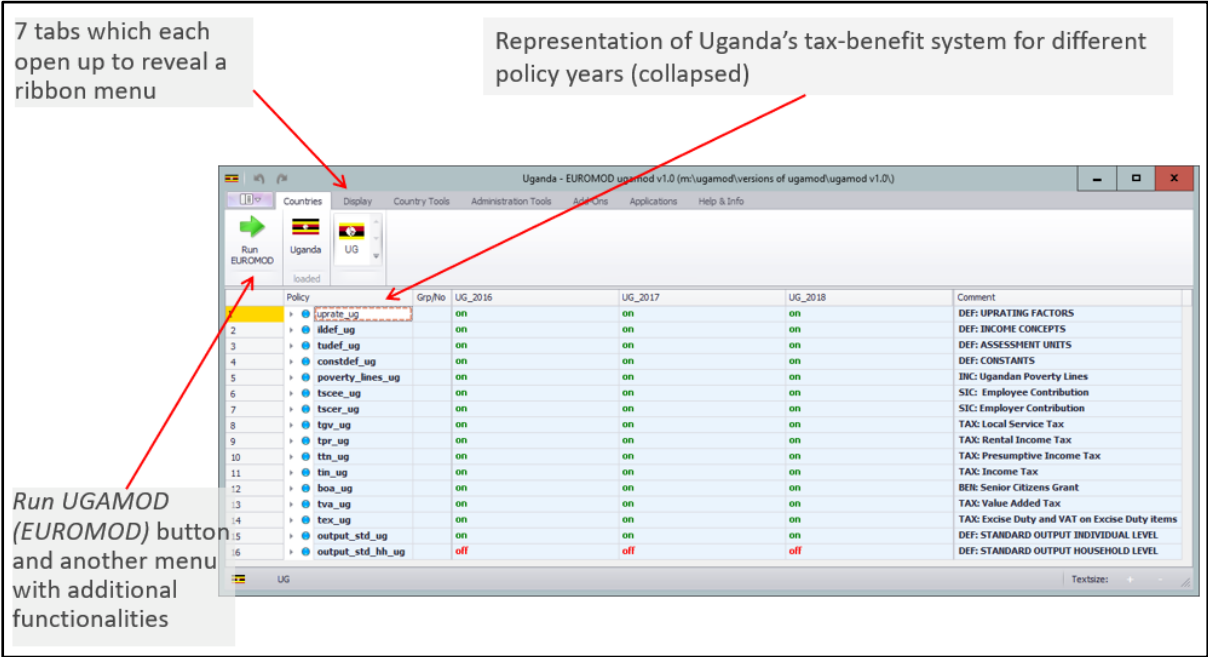 7 tabs which each
open up to reveal a
ribbon menu
Representation of Uganda's tax-benefit system for different
policy years (collapsed)
Uganda - EUROMOD ugamod v1.0 (m:\ugamod\versions of ugamod\ugamod v1.0\)
Countries Display Country Tools Administration Tools Add-Ons Applications Help & Info
Run
EUROMOD
Uganda
UG
loaded
Policy Grp/No UG_2016 UG_2017 UG_2018 Comment
1 uprate_ug on on on DEF: UPRATING FACTORS
2 ildef_ug on on on DEF: INCOME CONCEPTS
3 tudef_ug on on on DEF: ASSESSMENT UNITS
4 constdef_ug on on on DEF: CONSTANTS
5 poverty_lines_ug on on on INC: Ugandan Poverty Lines
6 tscee_ug on on on SIC: Employee Contribution
7 tscer_ug on on on SIC: Employer Contribution
8 tgv_ug on on on TAX: Local Service Tax
9 tpr_ug on on on TAX: Rental Income Tax
10 ttn_ug on on on TAX: Presumptive Income Tax
11 tin_ug on on on TAX: Income Tax
12 boa_ug on on on BEN: Senior Citizens Grant
13 tva_ug on on on TAX: Value Added Tax
14 tex_ug on on on TAX: Excise Duty and VAT on Excise Duty items
15 output_std_ug on on on DEF: STANDARD OUTPUT INDIVIDUAL LEVEL
16 output_std_hh_ug off off off DEF: STANDARD OUTPUT HOUSEHOLD LEVEL
UG Textsize: + -
Run UGAMOD
(EUROMOD) button
and another menu
with additional
functionalities